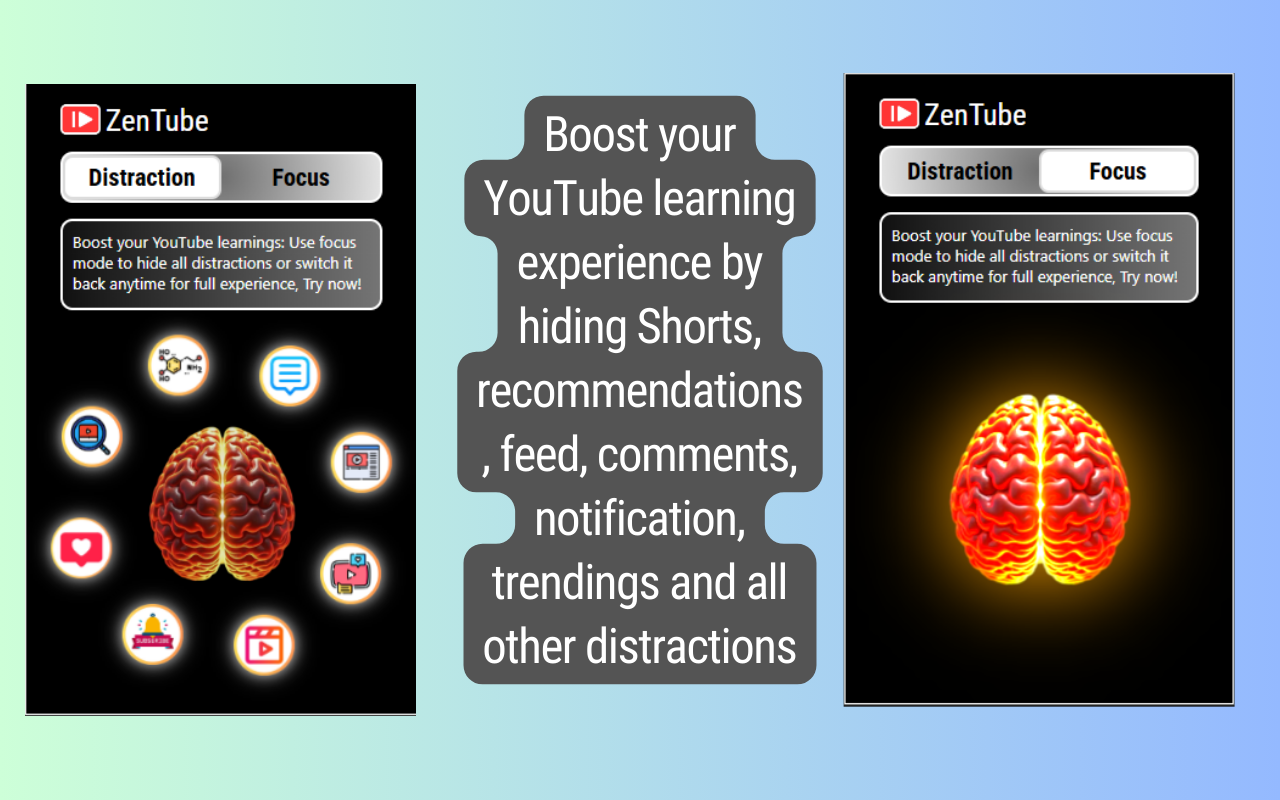 ZenTube
Distraction Focus
Boost your YouTube learnings: Use focus
mode to hide all distractions or switch it
back anytime for full experience, Try now!
HO
NH2
HO
SUBSCRIBE
Boost your
YouTube learning
experience by
hiding Shorts,
recommendations
, feed, comments,
notification,
trendings and all
other distractions
ZenTube
Distraction Focus
Boost your YouTube learnings: Use focus
mode to hide all distractions or switch it
back anytime for full experience, Try now!